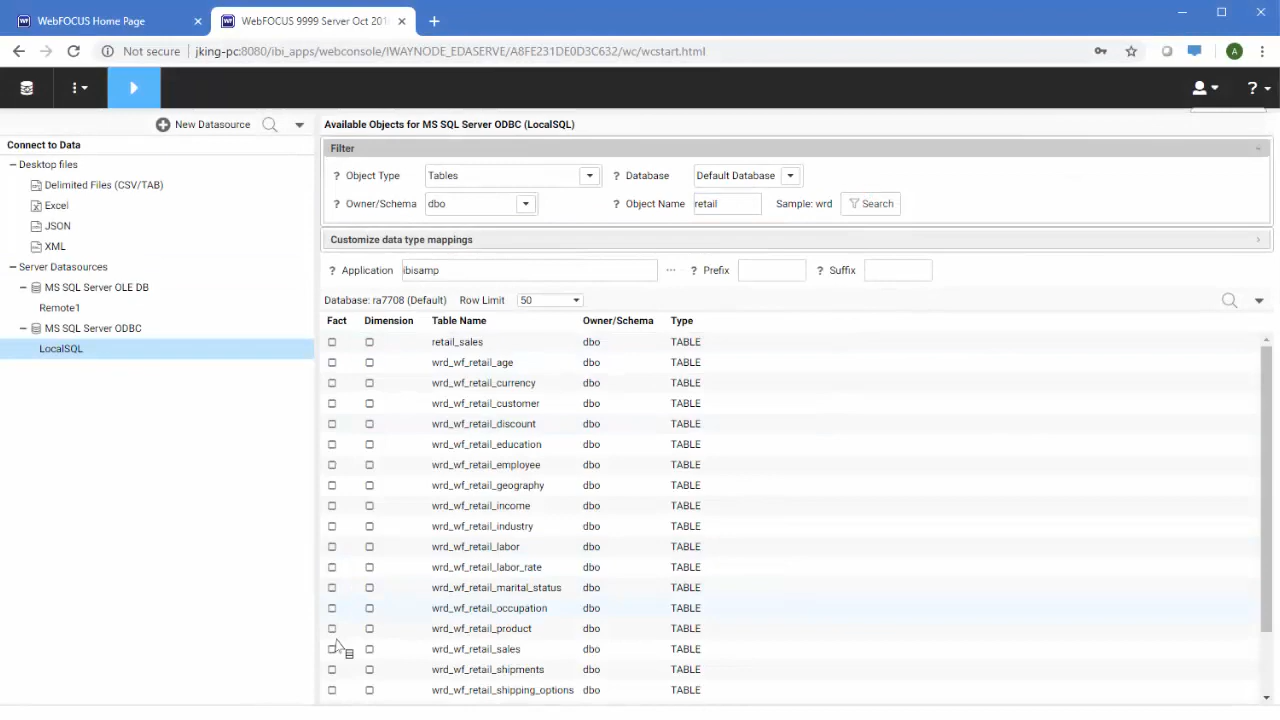 WebFOCUS Home Page
WebFOCUS 9999 Server Oct 201
Not secure jking-pc:8080/ibi_apps/webconsole/IWAYNODE_EDASERVE/A8FE231DE0D3C632/wc/wcstart.html
A
?
New Datasource
Connect to Data
Desktop files
Delimited Files (CSV/TAB)
Excel
JSON
XML
Server Datasources
MS SQL Server OLE DB
Remote1
MS SQL Server ODBC
LocalSQL
Available Objects for MS SQL Server ODBC (LocalSQL)
Filter
? Object Type Tables ? Database Default Database
? Owner/Schema dbo ? Object Name retail Sample: wrd Search
Customize data type mappings
? Application ibisamp ... ? Prefix ? Suffix
Database: ra7708 (Default) Row Limit 50
Fact Dimension Table Name Owner/Schema Type
retail_sales dbo TABLE
wrd_wf_retail_age dbo TABLE
wrd_wf_retail_currency dbo TABLE
wrd_wf_retail_customer dbo TABLE
wrd_wf_retail_discount dbo TABLE
wrd_wf_retail_education dbo TABLE
wrd_wf_retail_employee dbo TABLE
wrd_wf_retail_geography dbo TABLE
wrd_wf_retail_income dbo TABLE
wrd_wf_retail_industry dbo TABLE
wrd_wf_retail_labor dbo TABLE
wrd_wf_retail_labor_rate dbo TABLE
wrd_wf_retail_marital_status dbo TABLE
wrd_wf_retail_occupation dbo TABLE
wrd_wf_retail_product dbo TABLE
wrd_wf_retail_sales dbo TABLE
wrd_wf_retail_shipments dbo TABLE
wrd_wf_retail_shipping_options dbo TABLE